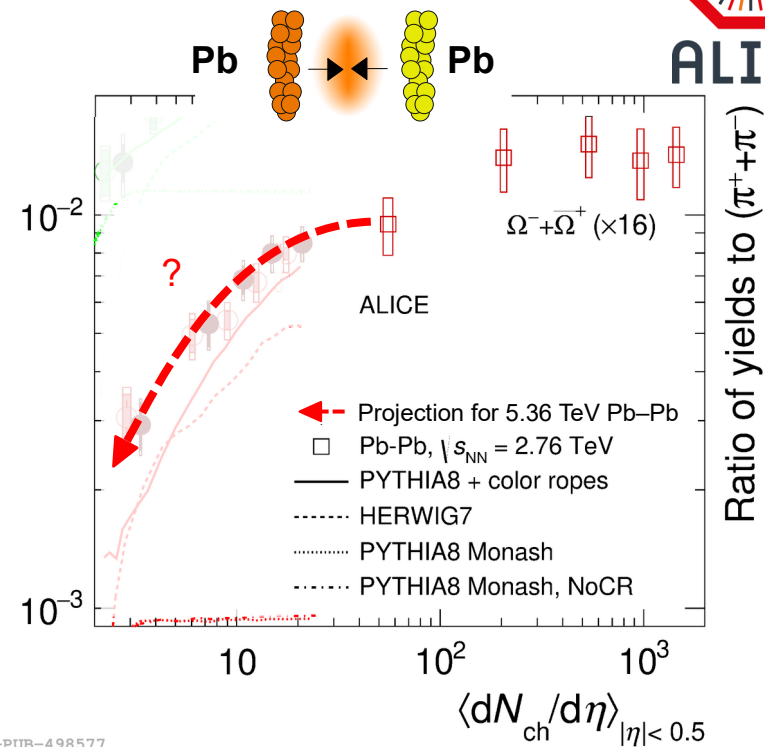 Pb Pb
ALI
10⁻²
Ω⁻+Ω̅⁺ (×16)
?
ALICE
Projection for 5.36 TeV Pb–Pb
Pb-Pb, √s_NN = 2.76 TeV
PYTHIA8 + color ropes
HERWIG7
PYTHIA8 Monash
PYTHIA8 Monash, NoCR
10⁻³
10 10² 10³
⟨dN_ch/dη⟩_|η|< 0.5
Ratio of yields to (π⁺+π⁻)
-PUB-498577